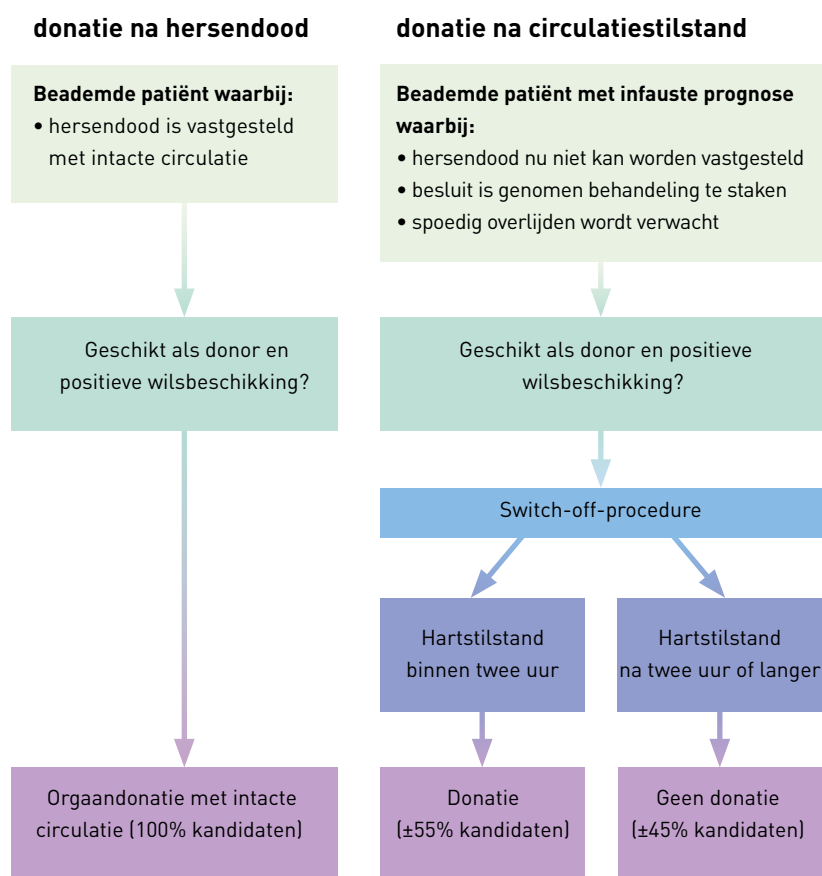 donatie na hersendood
Beademde patiënt waarbij:
• hersendood is vastgesteld
met intacte circulatie
Geschikt als donor en
positieve wilsbeschikking?
Orgaandonatie met intacte
circulatie (100% kandidaten)
donatie na circulatiestilstand
Beademde patiënt met infauste prognose
waarbij:
• hersendood nu niet kan worden vastgesteld
• besluit is genomen behandeling te staken
• spoedig overlijden wordt verwacht
Geschikt als donor en positieve
wilsbeschikking?
Switch-off-procedure
Hartstilstand
binnen twee uur
Hartstilstand
na twee uur of langer
Donatie
(±55% kandidaten)
Geen donatie
(±45% kandidaten)